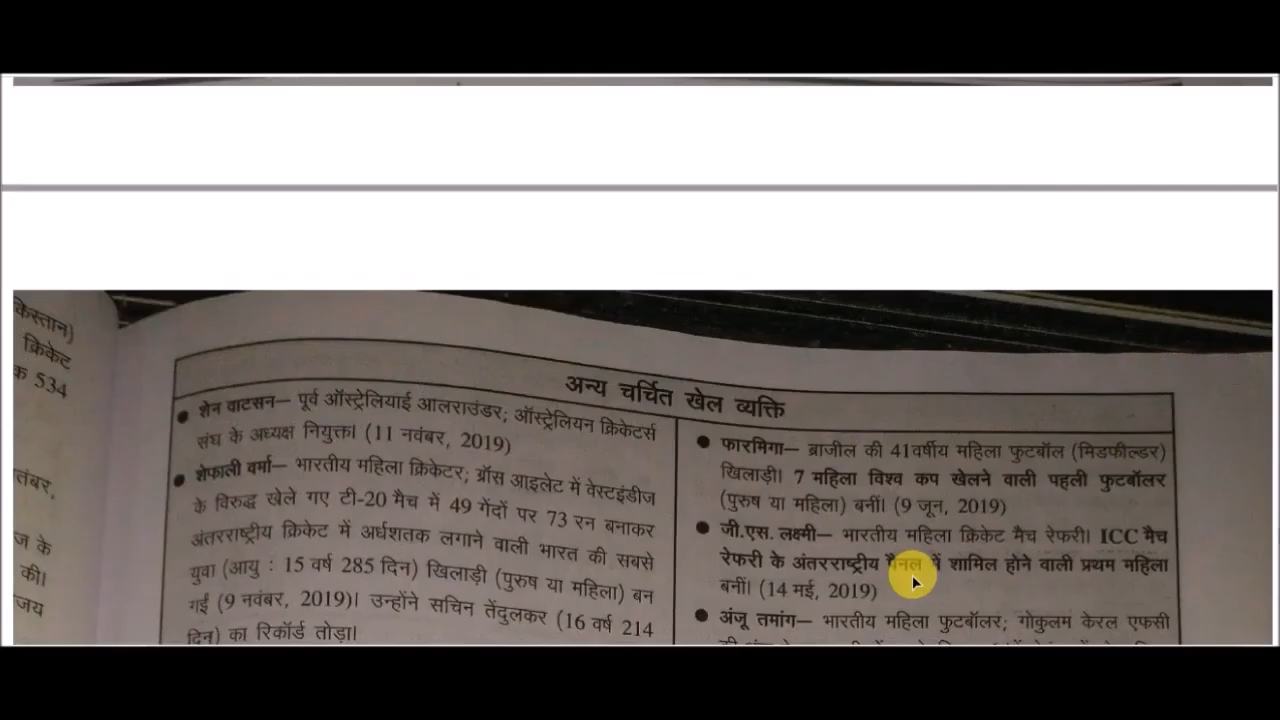 किस्तान)
क्रिकेट
क 534
तंबर,
ज के
की।
जय
अन्य चर्चित खेल व्यक्ति
● शेन वाटसन– पूर्व ऑस्ट्रेलियाई आलराउंडर; ऑस्ट्रेलियन क्रिकेटर्स
संघ के अध्यक्ष नियुक्त। (11 नवंबर, 2019)
● शेफाली वर्मा– भारतीय महिला क्रिकेटर; ग्रॉस आइलेट में वेस्टइंडीज
के विरुद्ध खेले गए टी-20 मैच में 49 गेंदों पर 73 रन बनाकर
अंतरराष्ट्रीय क्रिकेट में अर्धशतक लगाने वाली भारत की सबसे
युवा (आयु : 15 वर्ष 285 दिन) खिलाड़ी (पुरुष या महिला) बन
गईं (9 नवंबर, 2019)। उन्होंने सचिन तेंदुलकर (16 वर्ष 214
दिन) का रिकॉर्ड तोड़ा।
● फारमिगा– ब्राजील की 41वर्षीय महिला फुटबॉल (मिडफील्डर)
खिलाड़ी। 7 महिला विश्व कप खेलने वाली पहली फुटबॉलर
(पुरुष या महिला) बनीं। (9 जून, 2019)
● जी.एस. लक्ष्मी– भारतीय महिला क्रिकेट मैच रेफरी। ICC मैच
रेफरी के अंतरराष्ट्रीय पैनल में शामिल होने वाली प्रथम महिला
बनीं। (14 मई, 2019)
● अंजू तमांग– भारतीय महिला फुटबॉलर; गोकुलम केरल एफसी